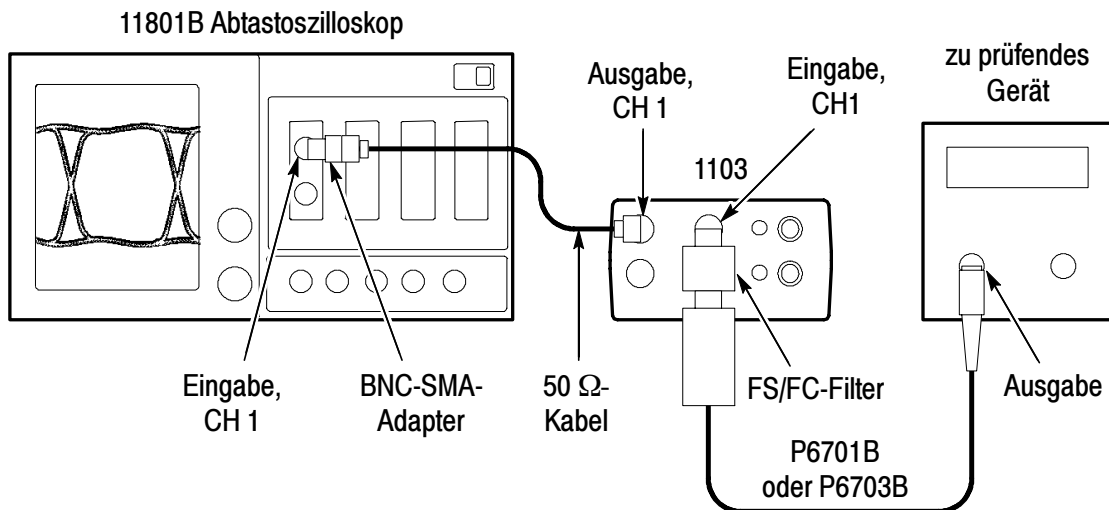 11801B Abtastoszilloskop
Ausgabe,
CH 1
Eingabe,
CH1
zu prüfendes
Gerät
1103
Eingabe,
CH 1
BNC-SMA-
Adapter
50 Ω-
Kabel
FS/FC-Filter
Ausgabe
P6701B
oder P6703B